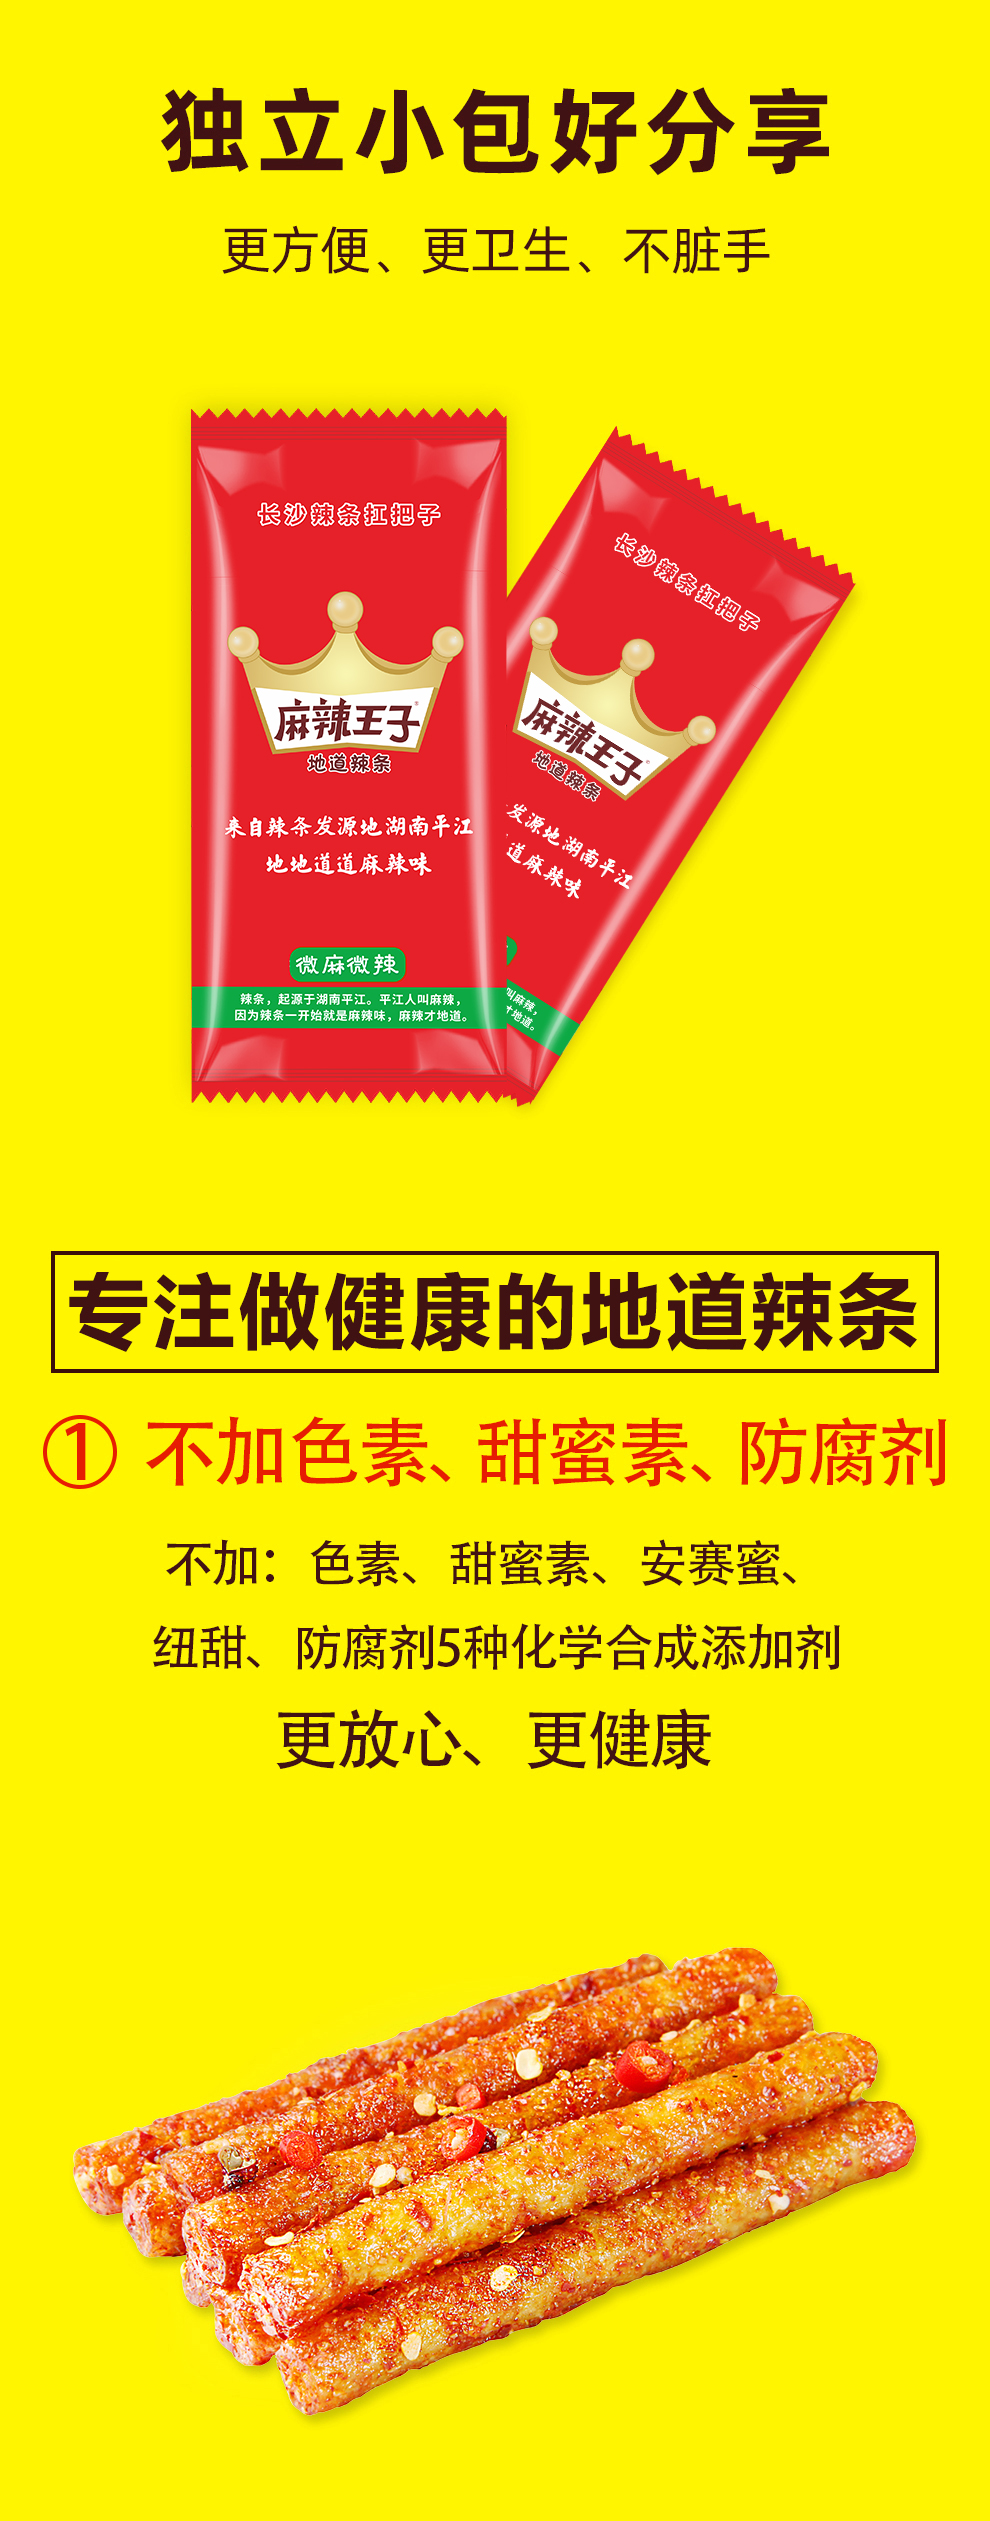 独立小包好分享
更方便、更卫生、不脏手
长沙辣条扛把子
麻辣王子®
地道辣条
来自辣条发源地湖南平江
地地道道麻辣味
微麻微辣
辣条，起源于湖南平江。平江人叫麻辣，
因为辣条一开始就是麻辣味，麻辣才地道。
长沙辣条扛把子
麻辣王子®
地道辣条
发源地湖南平江
道麻辣味
叫麻辣，
才地道。
专注做健康的地道辣条
① 不加色素、甜蜜素、防腐剂
不加：色素、甜蜜素、安赛蜜、
纽甜、防腐剂5种化学合成添加剂
更放心、更健康